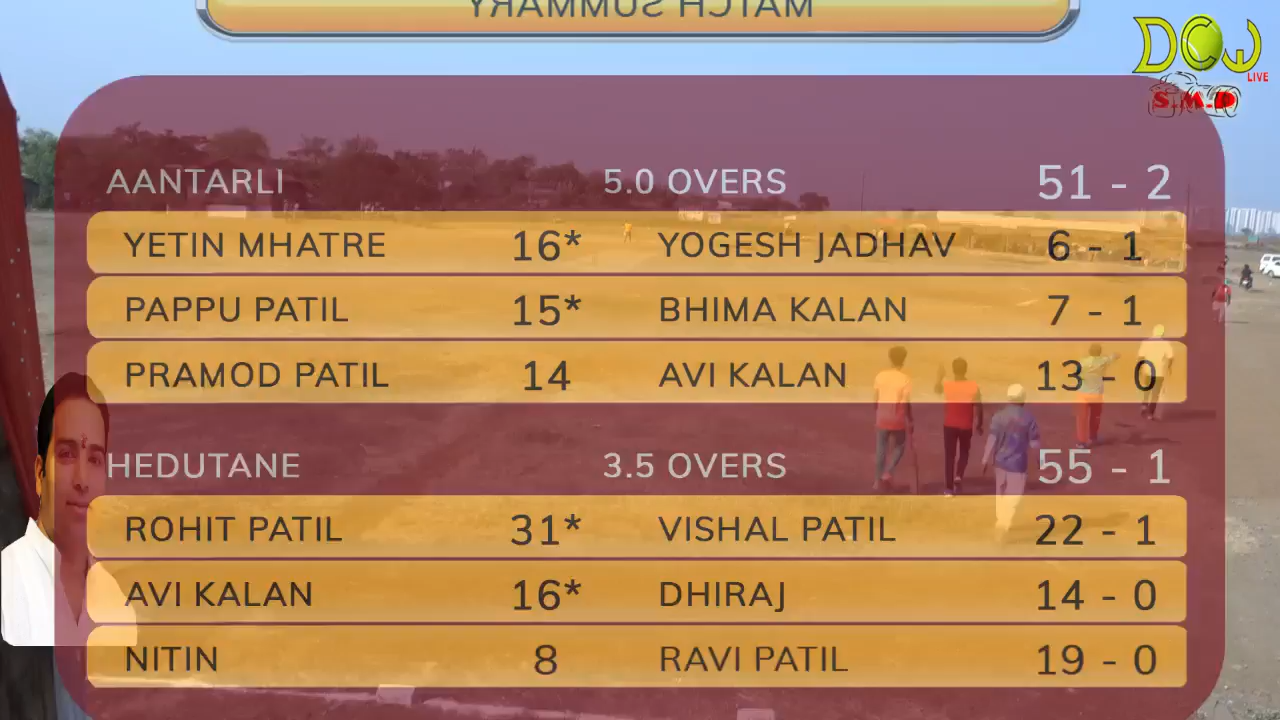 MATCH SUMMARY
DCW
LIVE
S.M.D
AANTARLI 5.0 OVERS 51 - 2
YETIN MHATRE 16* YOGESH JADHAV 6 - 1
PAPPU PATIL 15* BHIMA KALAN 7 - 1
PRAMOD PATIL 14 AVI KALAN 13 - 0
HEDUTANE 3.5 OVERS 55 - 1
ROHIT PATIL 31* VISHAL PATIL 22 - 1
AVI KALAN 16* DHIRAJ 14 - 0
NITIN 8 RAVI PATIL 19 - 0